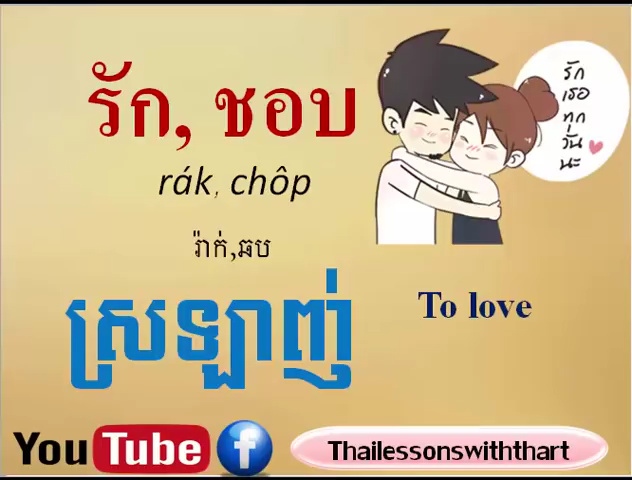 รัก, ชอบ
rák, chôp
រ៉ាក់,ឆប
ស្រឡាញ់
To love
รัก
เธอ
ทุก
วัน
นะ
YouTube f Thailessonswiththart